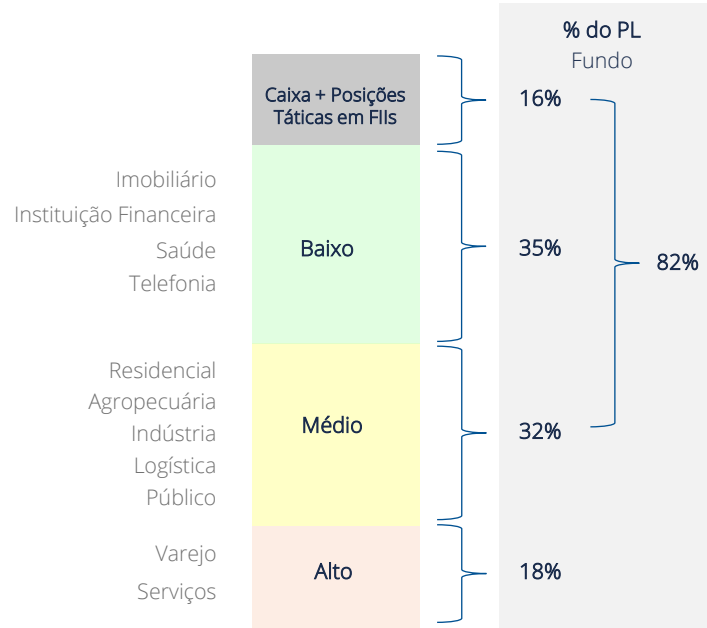 % do PL
Fundo
Caixa + Posições
Táticas em FIIs
16%
Imobiliário
Instituição Financeira
Saúde
Telefonia
Baixo
35%
82%
Residencial
Agropecuária
Indústria
Logística
Público
Médio
32%
Varejo
Serviços
Alto
18%